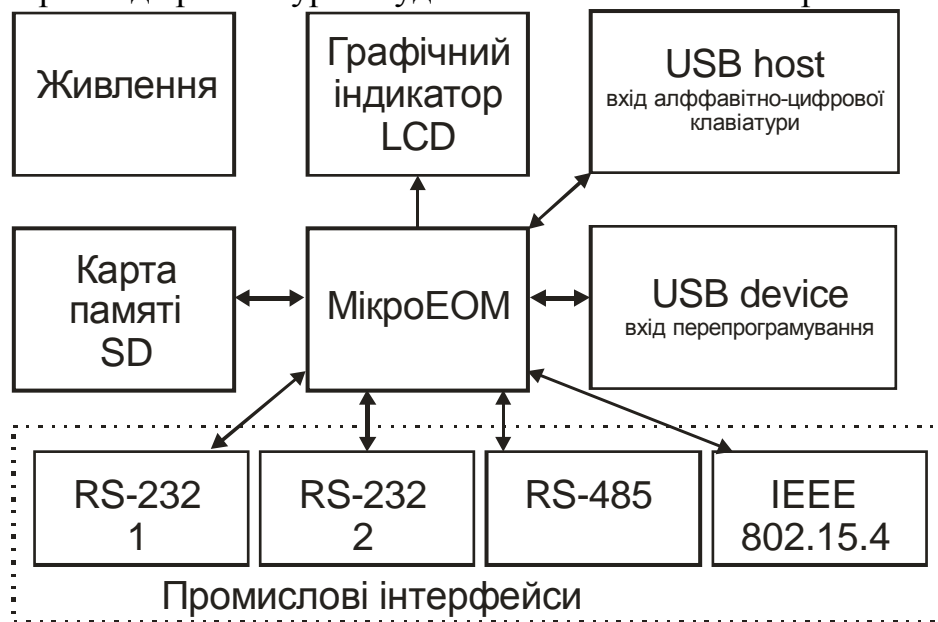 Живлення
Графічний
індикатор
LCD
USB host
вхід алффавітно-цифрової
клавіатури
Карта
памяті
SD
МікроЕОМ
USB device
вхід перепрограмування
RS-232
1
RS-232
2
RS-485
IEEE
802.15.4
Промислові інтерфейси